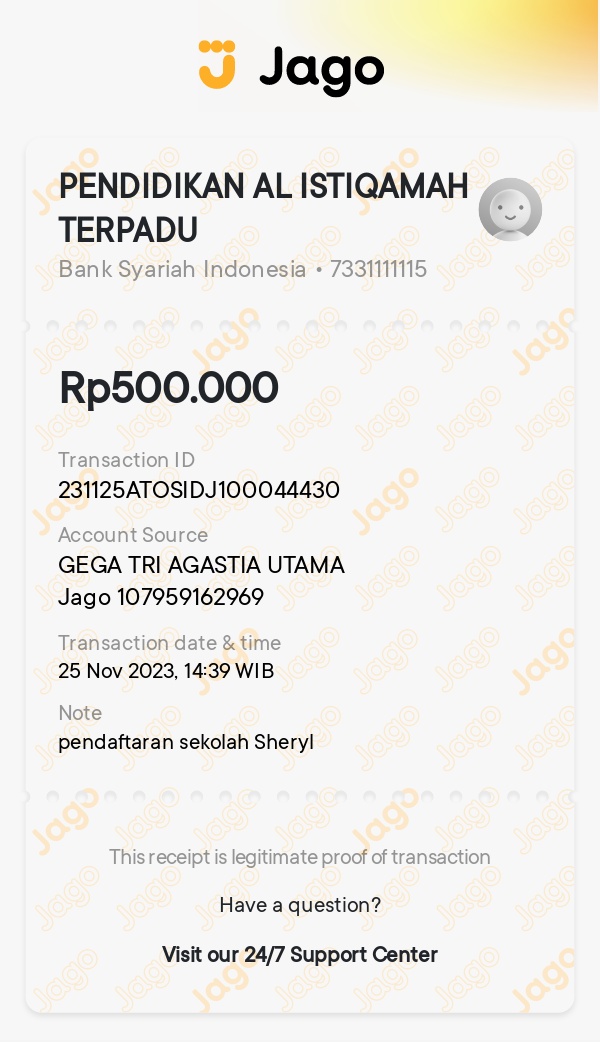 Jago
PENDIDIKAN AL ISTIQAMAH
TERPADU
Bank Syariah Indonesia • 7331111115
Rp500.000
Transaction ID
231125ATOSIDJ100044430
Account Source
GEGA TRI AGASTIA UTAMA
Jago 107959162969
Transaction date & time
25 Nov 2023, 14:39 WIB
Note
pendaftaran sekolah Sheryl
This receipt is legitimate proof of transaction
Have a question?
Visit our 24/7 Support Center